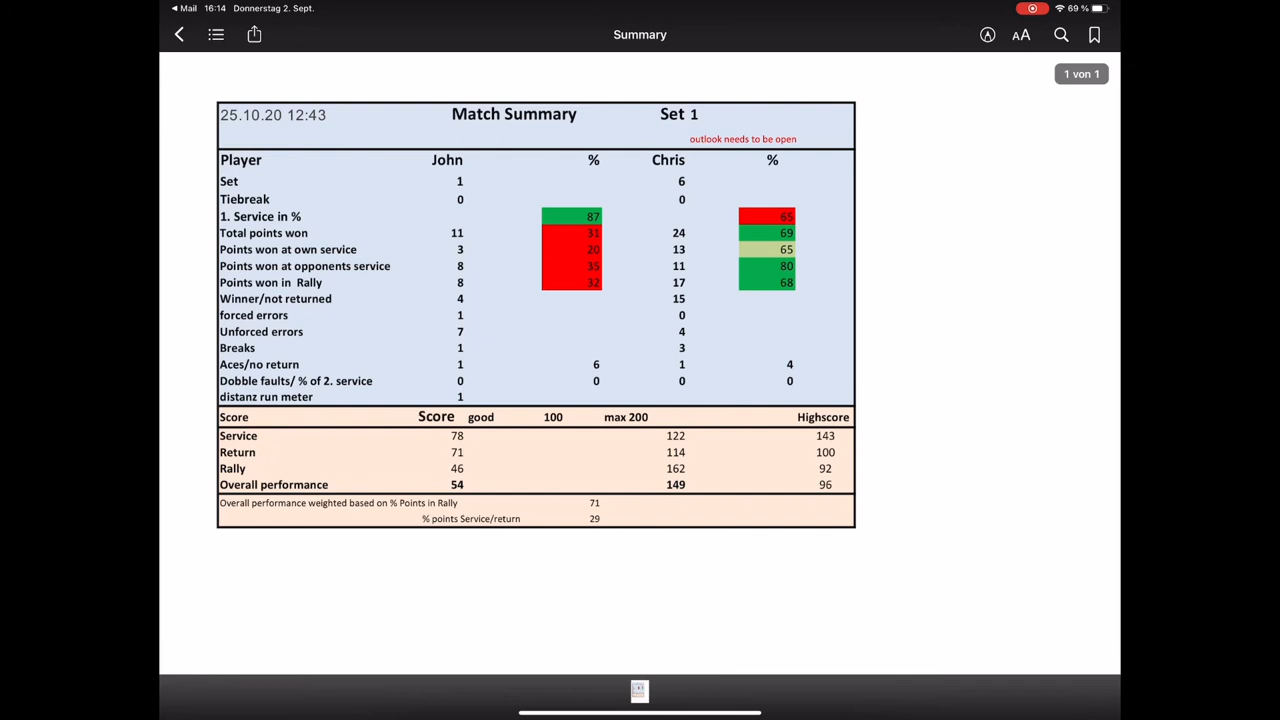 Mail 16:14 Donnerstag 2. Sept. 69 %
Summary
AA
1 von 1
25.10.20 12:43 Match Summary Set 1
outlook needs to be open
Player John % Chris %
Set 1 6
Tiebreak 0 0
1. Service in % 87 65
Total points won 11 31 24 69
Points won at own service 3 20 13 65
Points won at opponents service 8 35 11 80
Points won in Rally 8 32 17 68
Winner/not returned 4 15
forced errors 1 0
Unforced errors 7 4
Breaks 1 3
Aces/no return 1 6 1 4
Dobble faults/ % of 2. service 0 0 0 0
distanz run meter 1
Score Score good 100 max 200 Highscore
Service 78 122 143
Return 71 114 100
Rally 46 162 92
Overall performance 54 149 96
Overall performance weighted based on % Points in Rally 71
% points Service/return 29